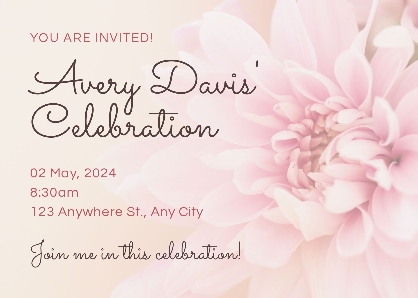 YOU ARE INVITED!
Avery Davis'
Celebration
02 May, 2024
8:30am
123 Anywhere St., Any City
Join me in this celebration!